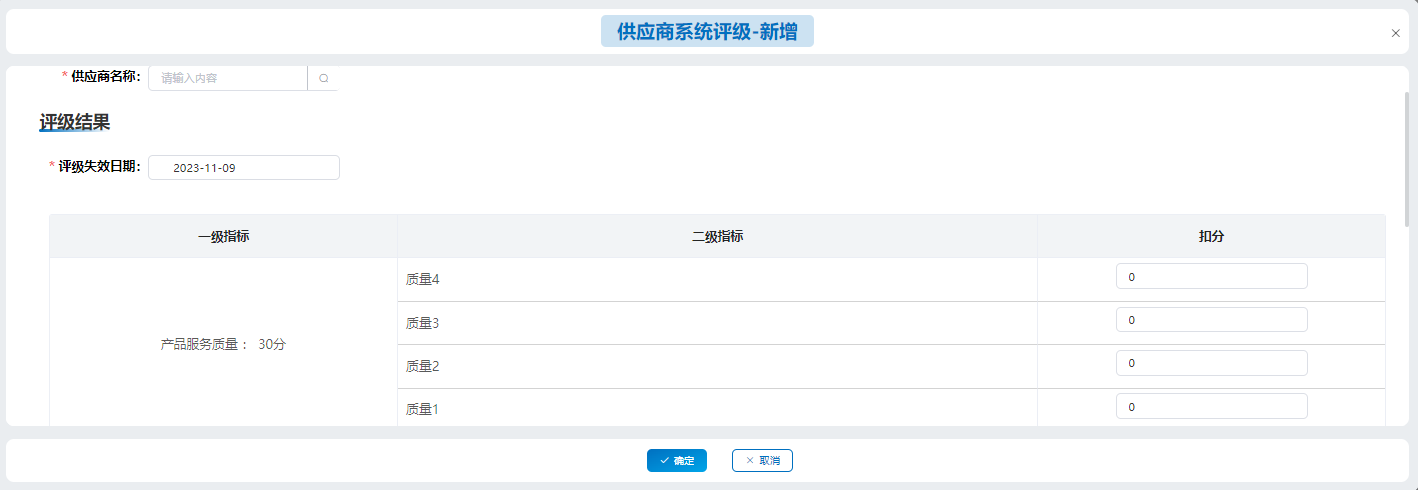 供应商系统评级-新增
* 供应商名称: 请输入内容
评级结果
* 评级失效日期: 2023-11-09
一级指标 二级指标 扣分
质量4 0
质量3 0
产品服务质量： 30分
质量2 0
质量1 0
确定 取消